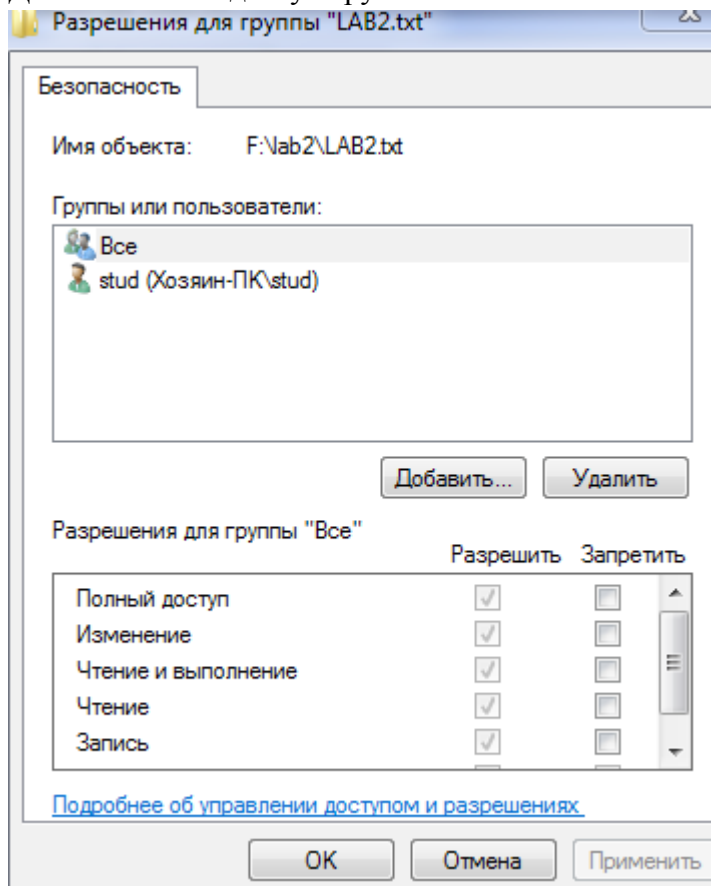 Разрешения для группы "LAB2.txt"
Безопасность
Имя объекта: F:\lab2\LAB2.txt
Группы или пользователи:
Все
stud (Хозяин-ПК\stud)
Добавить... Удалить
Разрешения для группы "Все"
Разрешить Запретить
Полный доступ
Изменение
Чтение и выполнение
Чтение
Запись
Подробнее об управлении доступом и разрешениях
ОК Отмена Применить